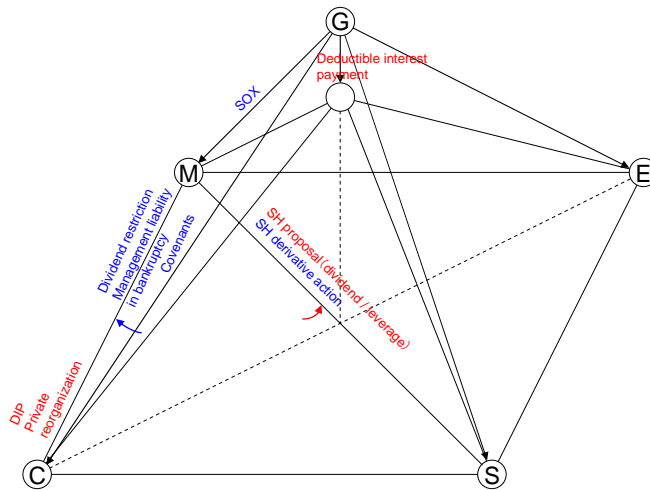 G
Deductible interest
payment
SOX
M
E
Dividend restriction
Management liability
in bankruptcy
Covenants
SH proposal(dividend / leverage)
SH derivative action
DIP
Private
reorganization
C
S